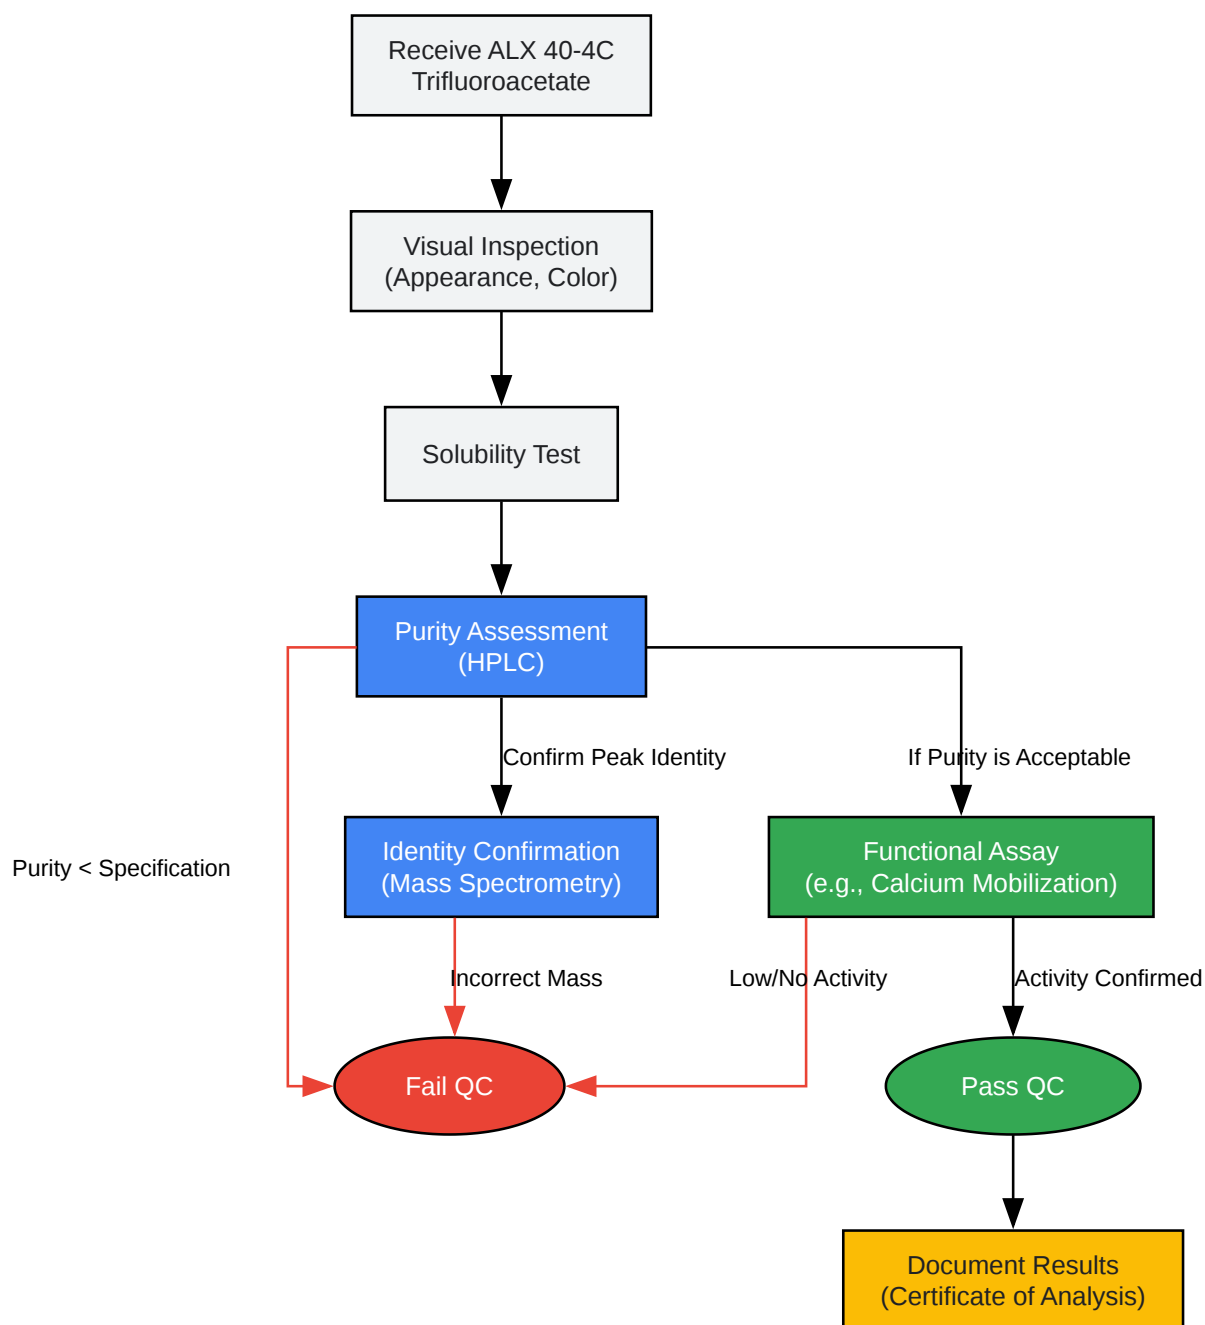 Receive ALX 40-4C
Trifluoroacetate
Visual Inspection
(Appearance, Color)
Solubility Test
Purity Assessment
(HPLC)
Confirm Peak Identity
If Purity is Acceptable
Purity < Specification
Identity Confirmation
(Mass Spectrometry)
Functional Assay
(e.g., Calcium Mobilization)
Incorrect Mass
Low/No Activity
Activity Confirmed
Fail QC
Pass QC
Document Results
(Certificate of Analysis)